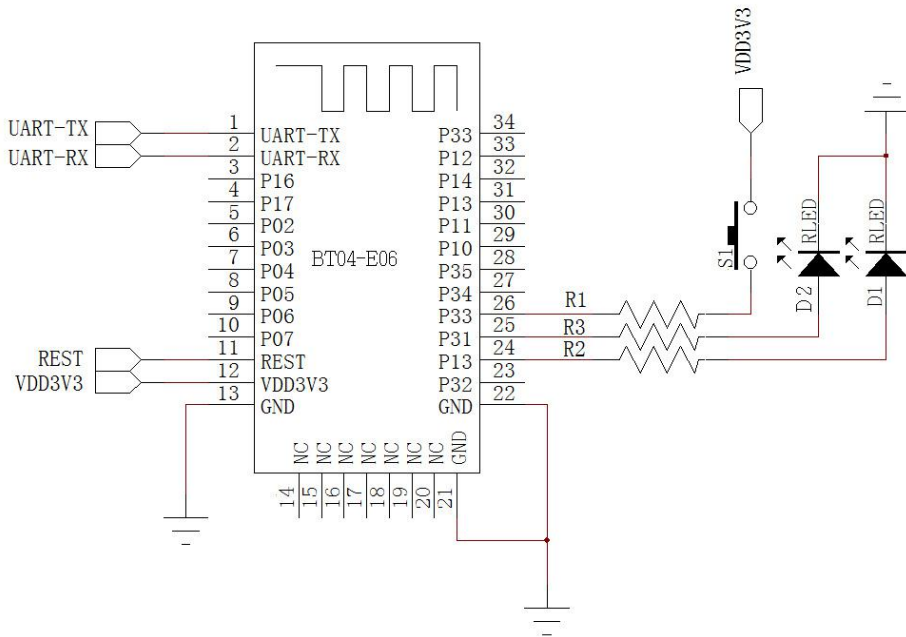 UART-TX
UART-RX
REST
VDD3V3
1
2
3
4
5
6
7
8
9
10
11
12
13
UART-TX
UART-RX
P16
P17
P02
P03
P04
P05
P06
P07
REST
VDD3V3
GND
BT04-E06
P33
P12
P14
P13
P11
P10
P35
P34
P33
P31
P13
P32
GND
34
33
32
31
30
29
28
27
26
25
24
23
22
NC
NC
NC
NC
NC
NC
NC
GND
14
15
16
17
18
19
20
21
R1
R3
R2
VDD3V3
S1
RLED
D2
RLED
D1